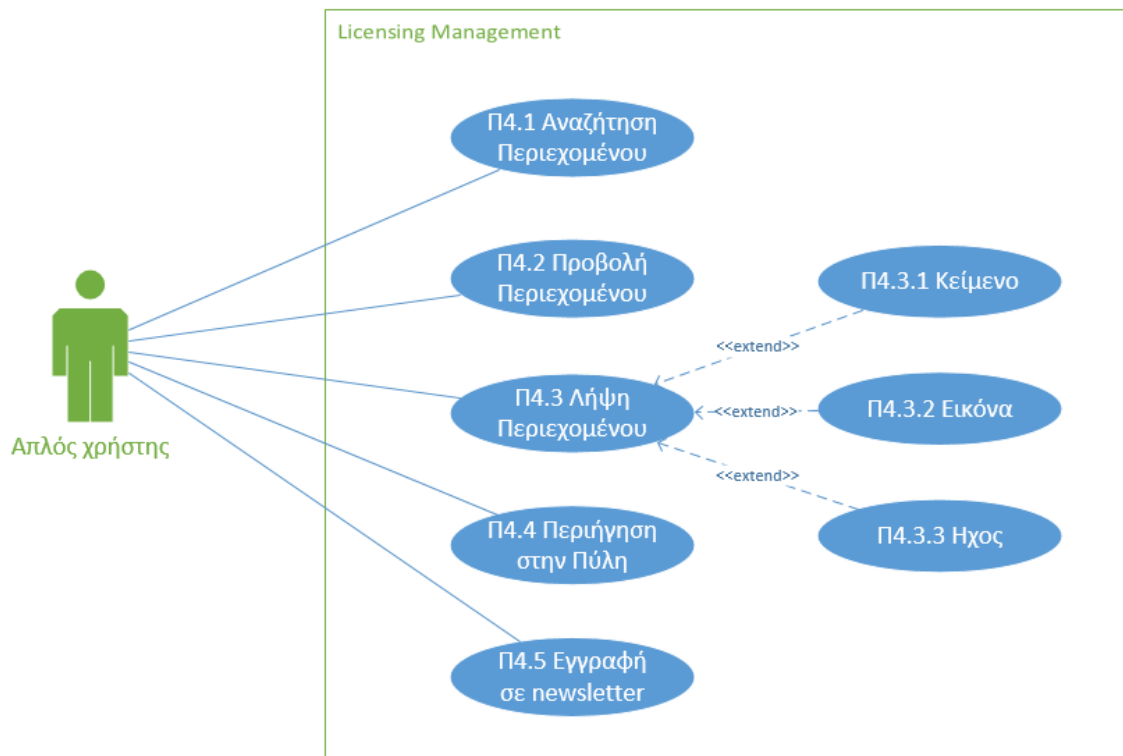 Licensing Management
Π4.1 Αναζήτηση
Περιεχομένου
Π4.2 Προβολή
Περιεχομένου
Π4.3.1 Κείμενο
<<extend>>
Π4.3 Λήψη
Περιεχομένου
<<extend>>
Π4.3.2 Εικόνα
Απλός χρήστης
<<extend>>
Π4.4 Περιήγηση
στην Πύλη
Π4.3.3 Ηχος
Π4.5 Εγγραφή
σε newsletter